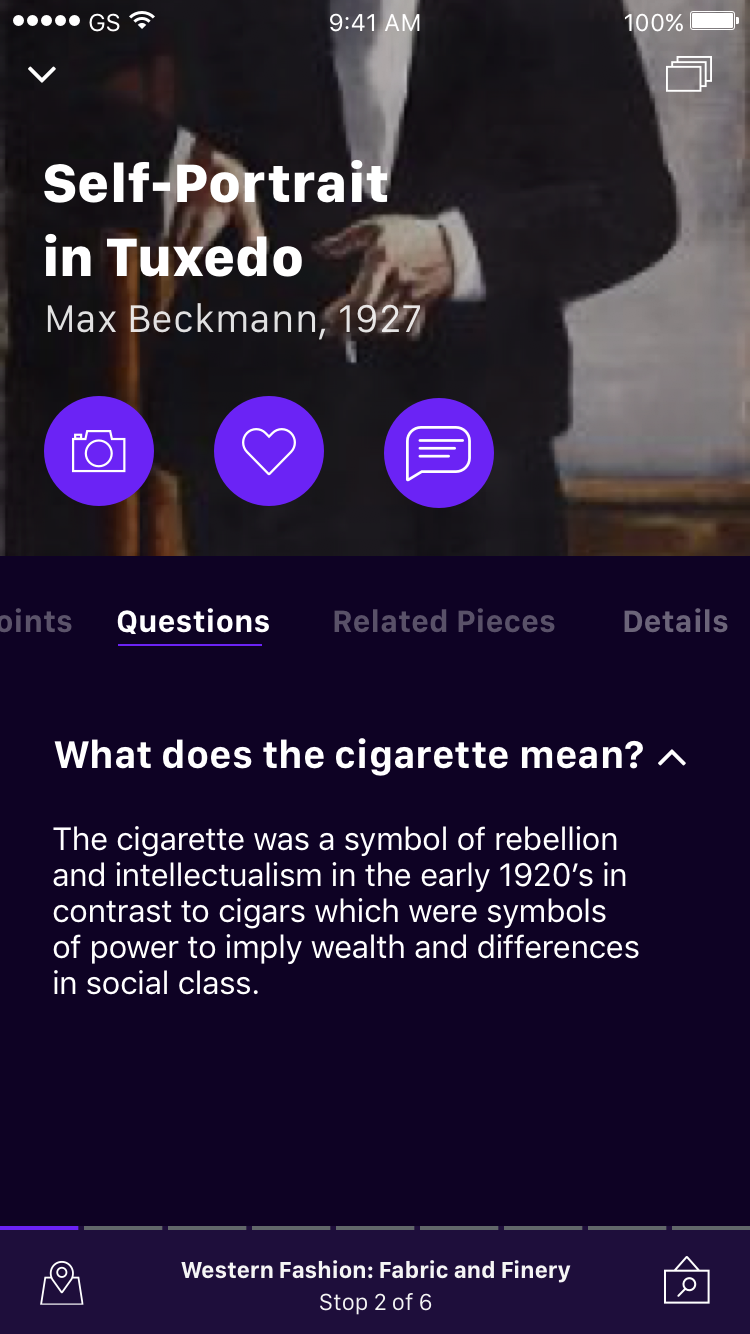 GS 9:41 AM 100%
Self-Portrait
in Tuxedo
Max Beckmann, 1927
oints Questions Related Pieces Details
What does the cigarette mean?
The cigarette was a symbol of rebellion
and intellectualism in the early 1920’s in
contrast to cigars which were symbols
of power to imply wealth and differences
in social class.
Western Fashion: Fabric and Finery
Stop 2 of 6